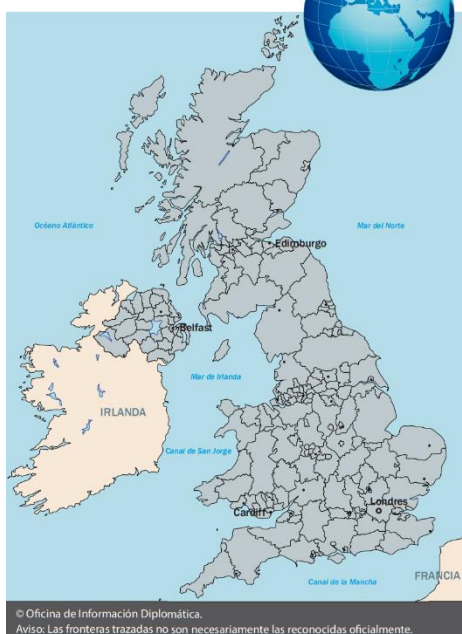 Océano Atlántico
Mar del Norte
Edimburgo
Belfast
Mar de Irlanda
IRLANDA
Canal de San Jorge
Londres
Cardiff
FRANCIA
Canal de la Mancha
© Oficina de Información Diplomática.
Aviso: Las fronteras trazadas no son necesariamente las reconocidas oficialmente.